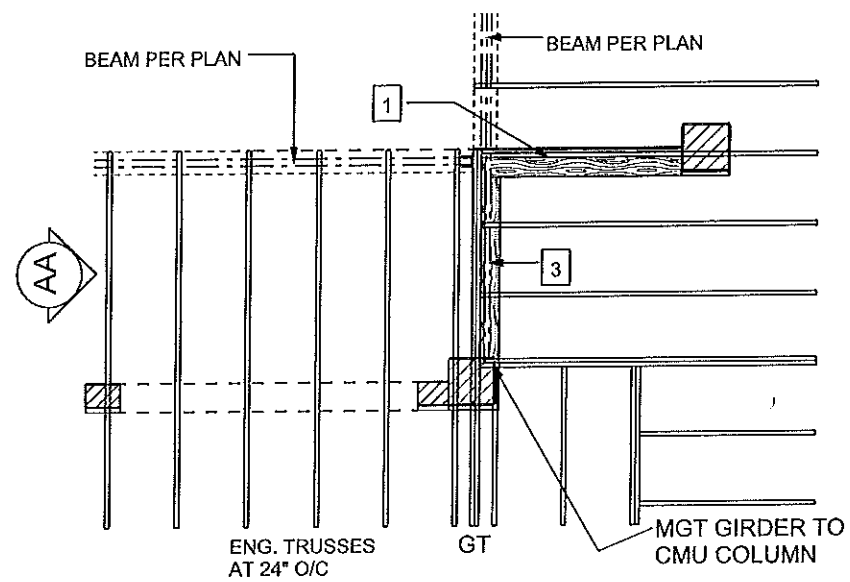 BEAM PER PLAN
BEAM PER PLAN
1
AA
3
ENG. TRUSSES
AT 24" O/C
GT
MGT GIRDER TO
CMU COLUMN